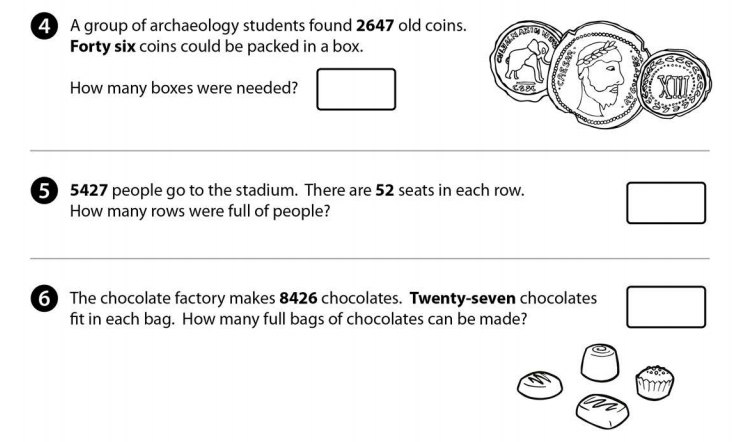 4 A group of archaeology students found 2647 old coins.
Forty six coins could be packed in a box.
How many boxes were needed?
CAESAR
XIII
5 5427 people go to the stadium. There are 52 seats in each row.
How many rows were full of people?
6 The chocolate factory makes 8426 chocolates. Twenty-seven chocolates
fit in each bag. How many full bags of chocolates can be made?